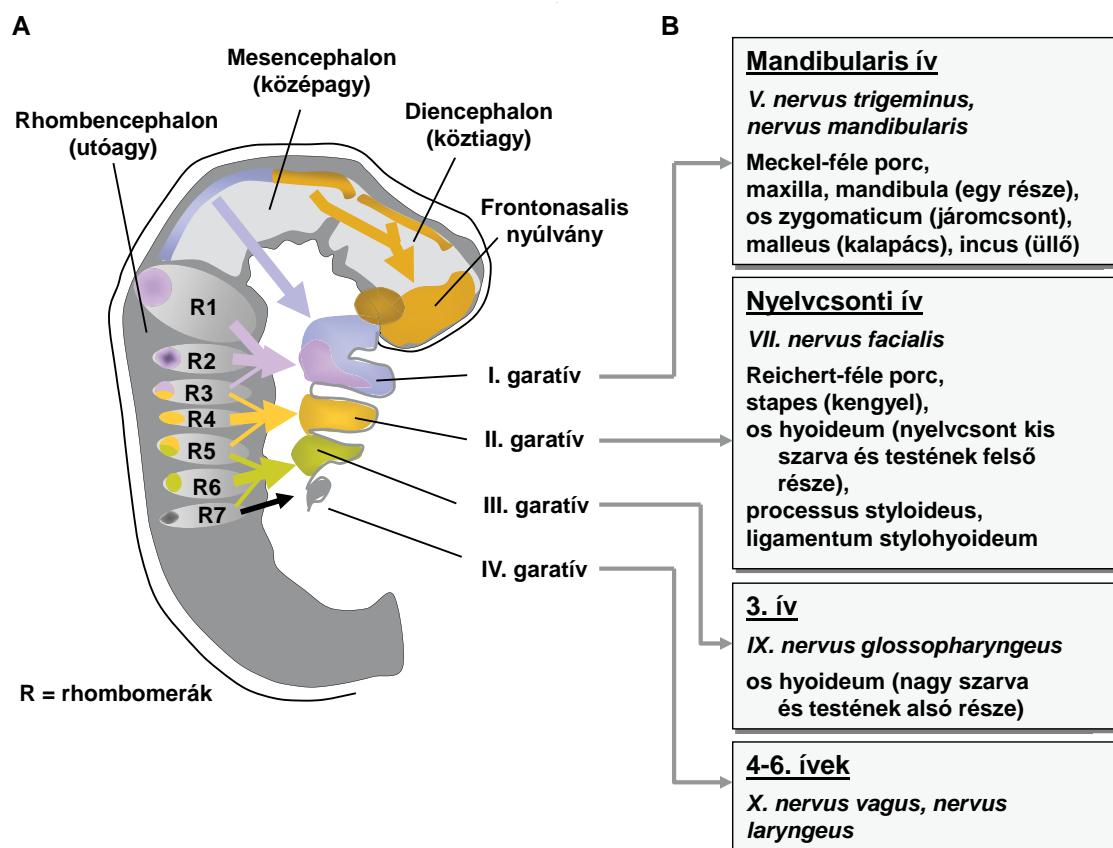 A
B
Mesencephalon
(középagy)
Rhombencephalon
(utóagy)
Diencephalon
(köztiagy)
Frontonasalis
nyúlvány
R1
R2
R3
R4
R5
R6
R7
I. garatív
II. garatív
III. garatív
IV. garatív
R = rhombomerák
Mandibularis ív
V. nervus trigeminus,
nervus mandibularis
Meckel-féle porc,
maxilla, mandibula (egy része),
os zygomaticum (járomcsont),
malleus (kalapács), incus (üllő)
Nyelvcsonti ív
VII. nervus facialis
Reichert-féle porc,
stapes (kengyel),
os hyoideum (nyelvcsont kis
szarva és testének felső
része),
processus styloideus,
ligamentum stylohyoideum
3. ív
IX. nervus glossopharyngeus
os hyoideum (nagy szarva
és testének alsó része)
4-6. ívek
X. nervus vagus, nervus
laryngeus